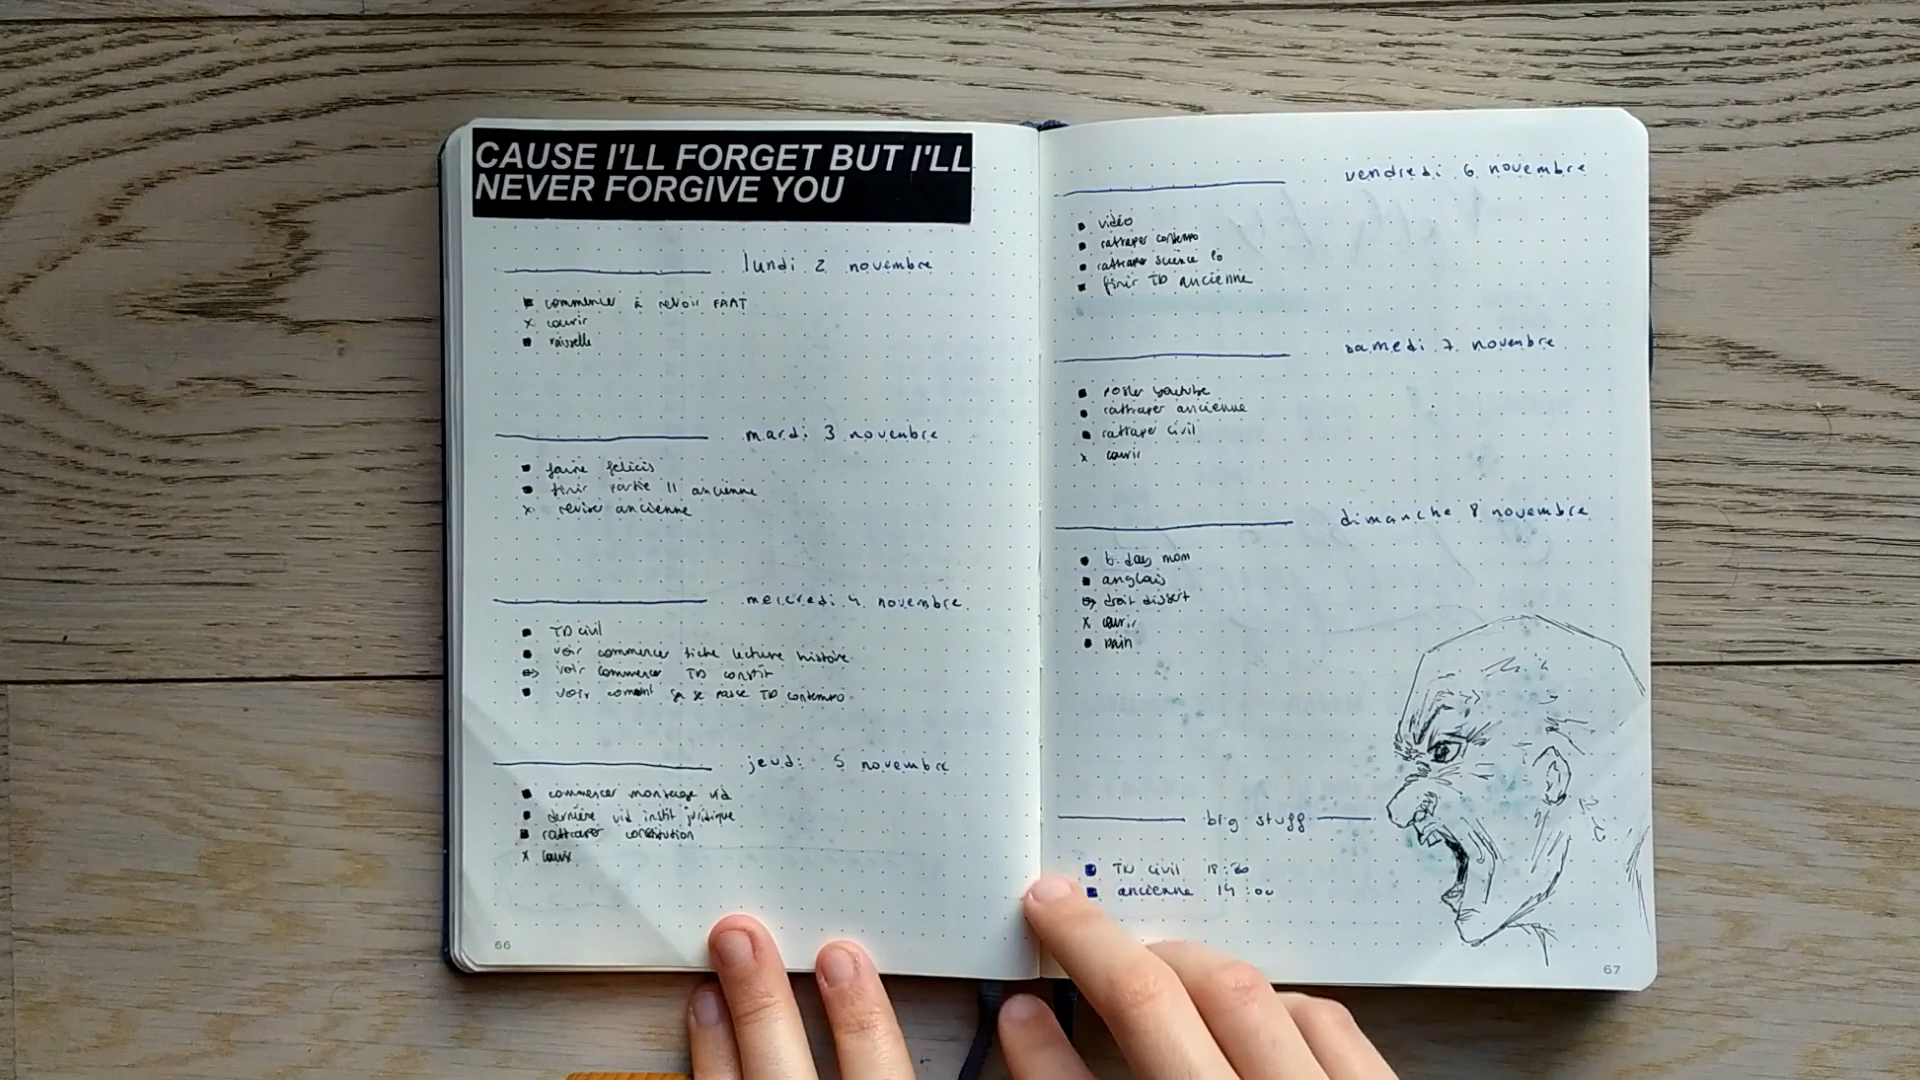 CAUSE I'LL FORGET BUT I'LL
NEVER FORGIVE YOU
lundi 2 novembre
commencer à revoir FAAT
x courir
vaisselle
mardi 3 novembre
faire felicis
finir partie II ancienne
x reviser ancienne
mercredi 4 novembre
TD civil
voir commencer fiche lecture histoire
voir commencer TD constit
voir comment ça se passe TD contempo
jeudi 5 novembre
commencer montage vid
dernière vid instit juridique
rattraper constitution
x courir
66
vendredi 6 novembre
vidéo
rattraper contempo
rattraper science po
finir TD ancienne
samedi 7 novembre
poster youtube
rattraper ancienne
rattraper civil
x courir
dimanche 8 novembre
b-day mom
anglais
droit dissert
x courir
pain
big stuff
TD civil 18:
ancienne 14:00
67